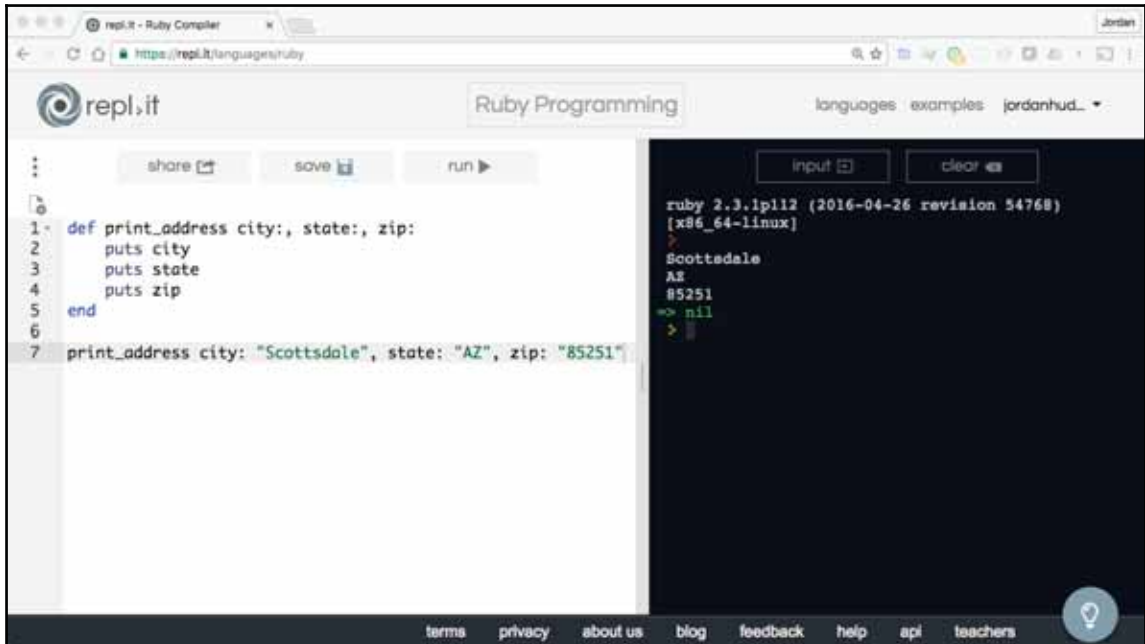 repl.it - Ruby Compiler
Jordan
https://repl.it/languages/ruby
repl.it
Ruby Programming
languages examples jordanhud...
share save run
input clear
1 def print_address city:, state:, zip:
2 puts city
3 puts state
4 puts zip
5 end
6
7 print_address city: "Scottsdale", state: "AZ", zip: "85251"
ruby 2.3.1p112 (2016-04-26 revision 54768)
[x86_64-linux]
>
Scottsdale
AZ
85251
=> nil
>
terms privacy about us blog feedback help api teachers